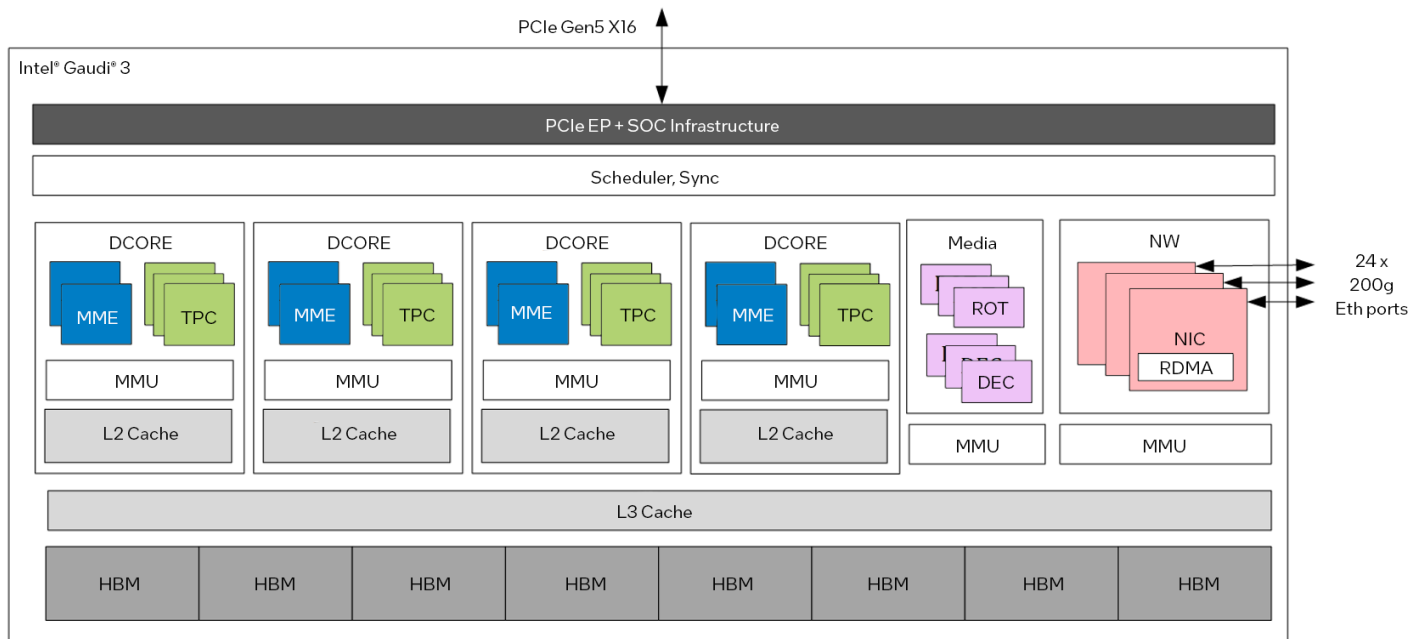 PCIe Gen5 X16
Intel® Gaudi® 3
PCIe EP + SOC Infrastructure
Scheduler, Sync
DCORE
DCORE
DCORE
DCORE
Media
NW
MME
TPC
MME
TPC
MME
TPC
MME
TPC
ROT
DEC
NIC
RDMA
24 x
200g
Eth ports
MMU
MMU
MMU
MMU
L2 Cache
L2 Cache
L2 Cache
L2 Cache
MMU
MMU
L3 Cache
HBM
HBM
HBM
HBM
HBM
HBM
HBM
HBM